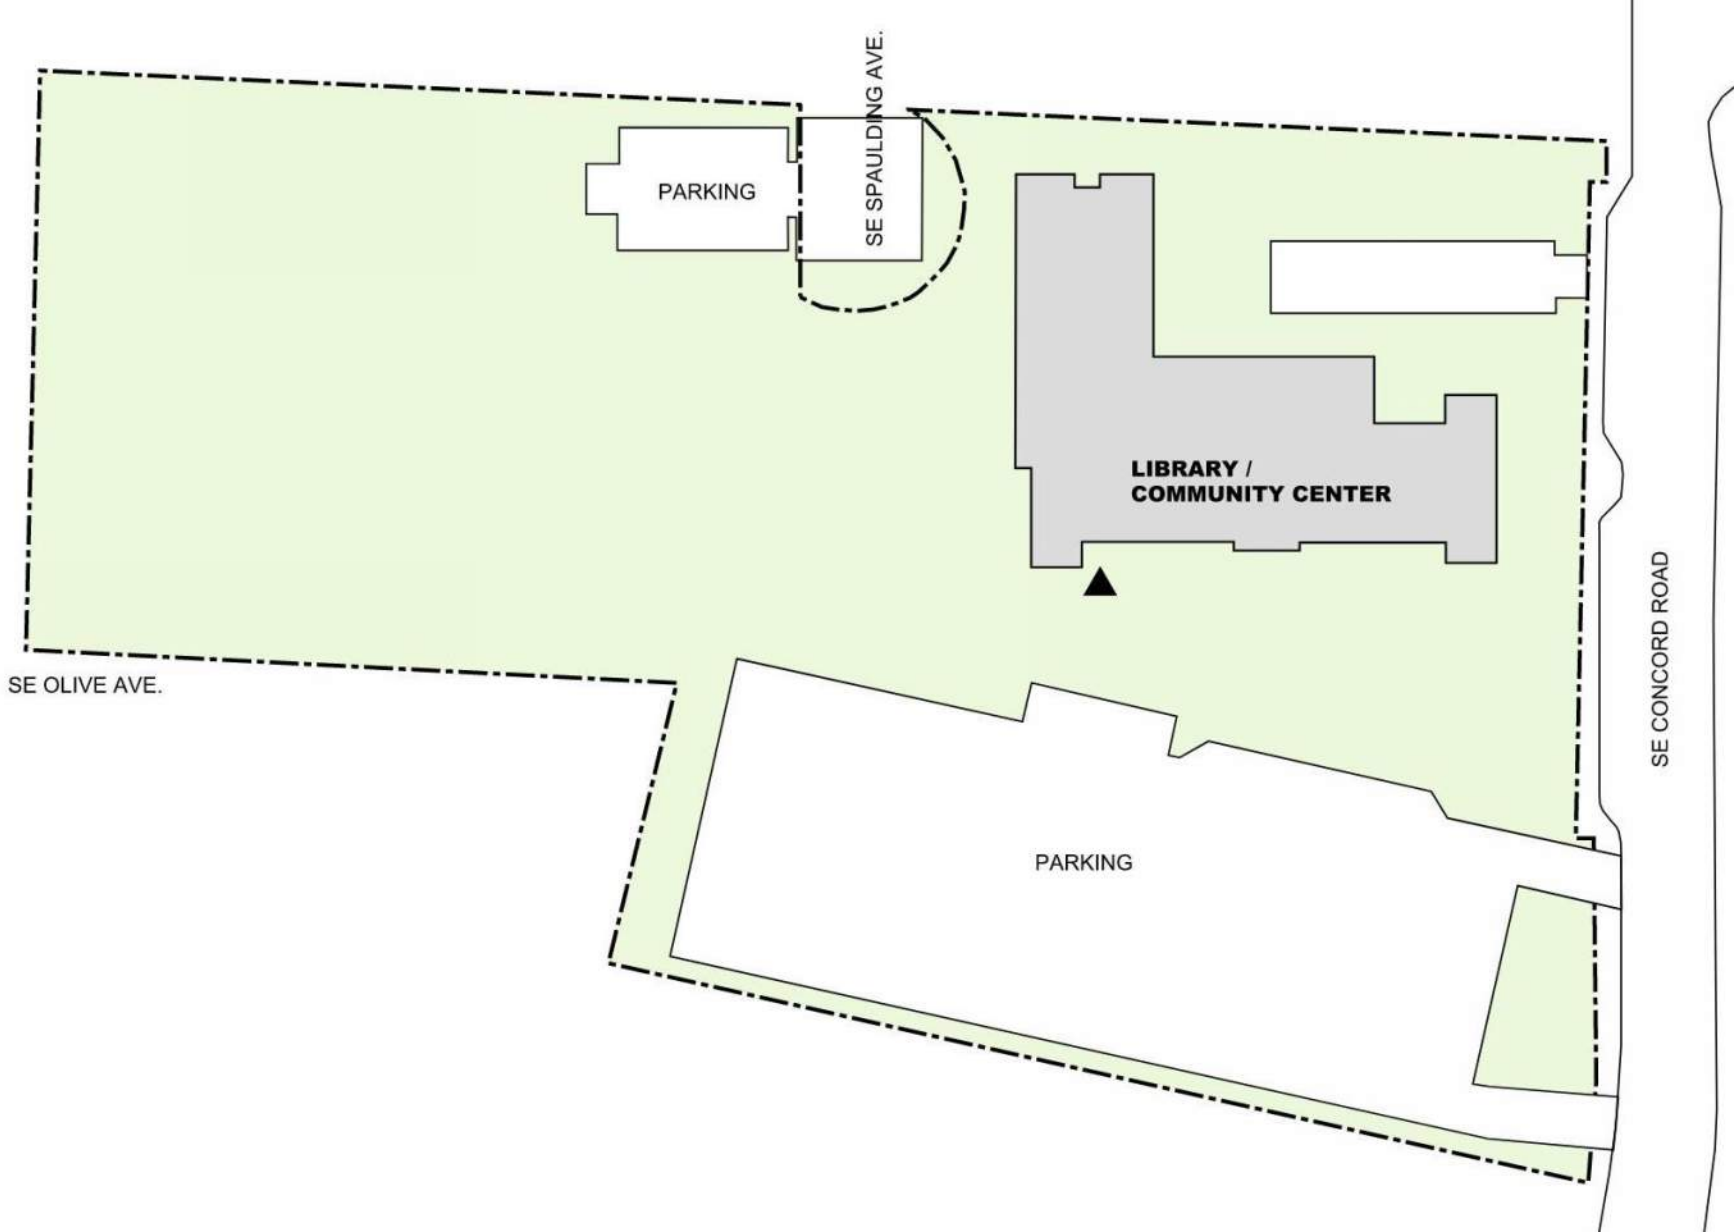 SE SPAULDING AVE.
PARKING
LIBRARY /
COMMUNITY CENTER
SE CONCORD ROAD
SE OLIVE AVE.
PARKING